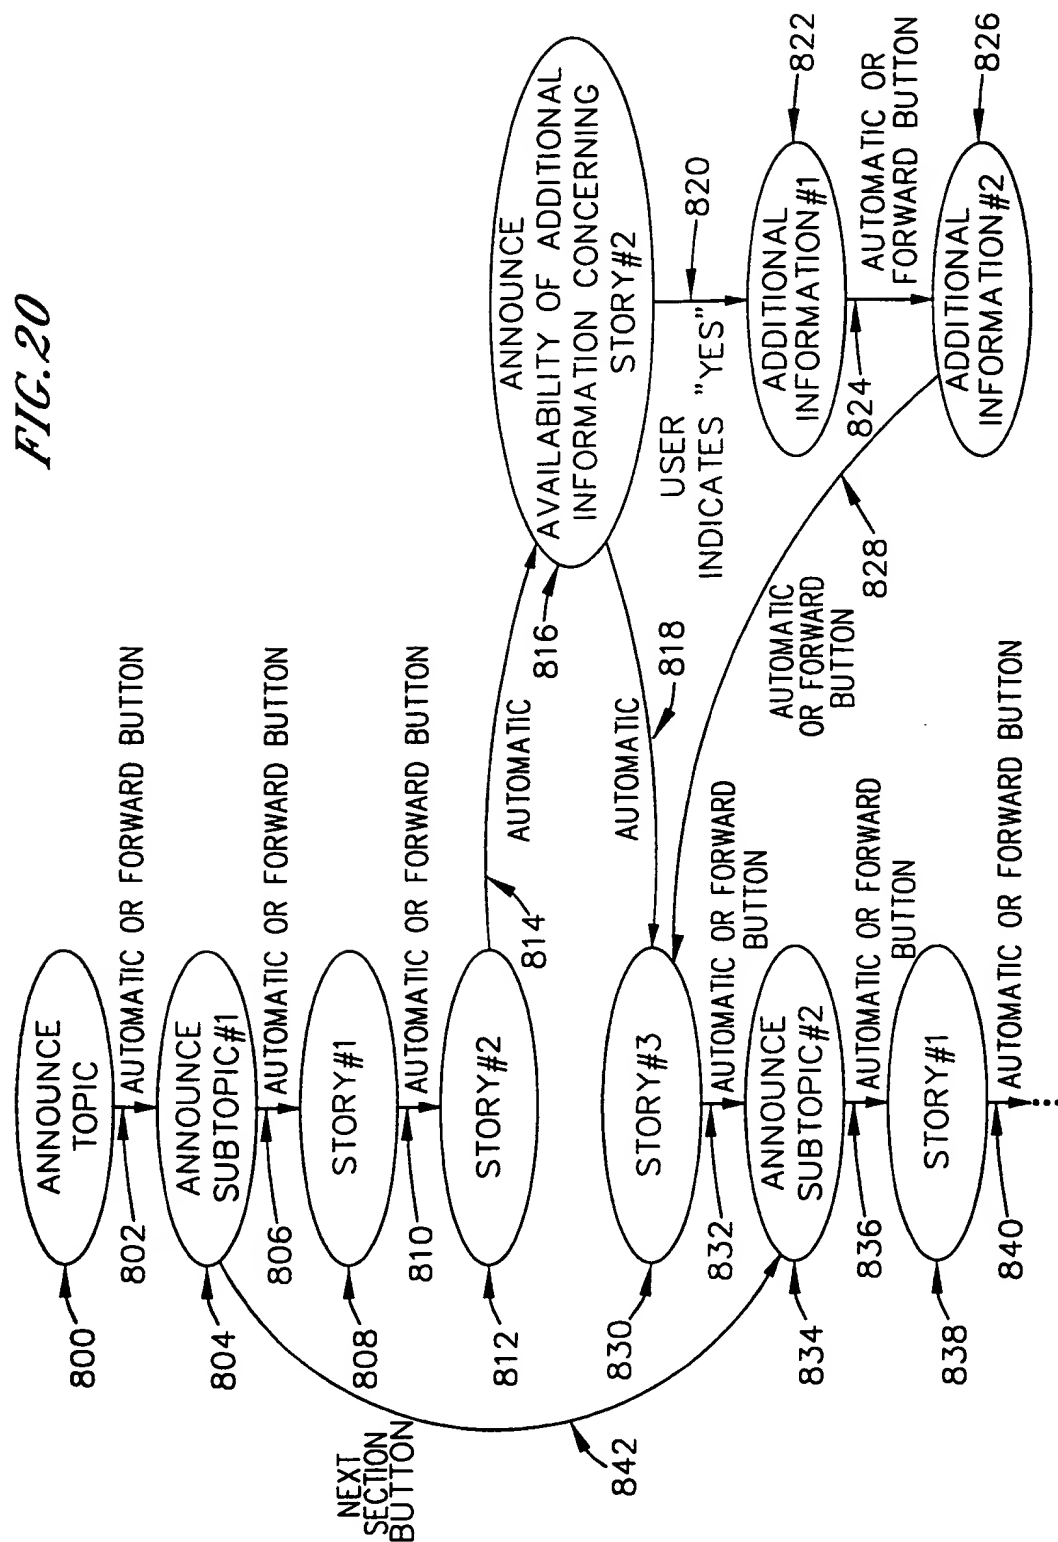 FIG.20
ANNOUNCE
TOPIC
800
802
AUTOMATIC OR FORWARD BUTTON
ANNOUNCE
SUBTOPIC#1
804
806
AUTOMATIC OR FORWARD BUTTON
STORY#1
808
810
AUTOMATIC OR FORWARD BUTTON
STORY#2
812
814
AUTOMATIC
816
ANNOUNCE
AVAILABILITY OF ADDITIONAL
INFORMATION CONCERNING
STORY#2
AUTOMATIC
818
USER
INDICATES "YES"
820
ADDITIONAL
INFORMATION#1
822
824
AUTOMATIC OR
FORWARD BUTTON
ADDITIONAL
INFORMATION#2
826
828
AUTOMATIC
OR FORWARD
BUTTON
STORY#3
830
832
AUTOMATIC OR FORWARD
BUTTON
ANNOUNCE
SUBTOPIC#2
834
836
AUTOMATIC OR FORWARD
BUTTON
STORY#1
838
840
AUTOMATIC OR FORWARD BUTTON
NEXT
SECTION
BUTTON
842